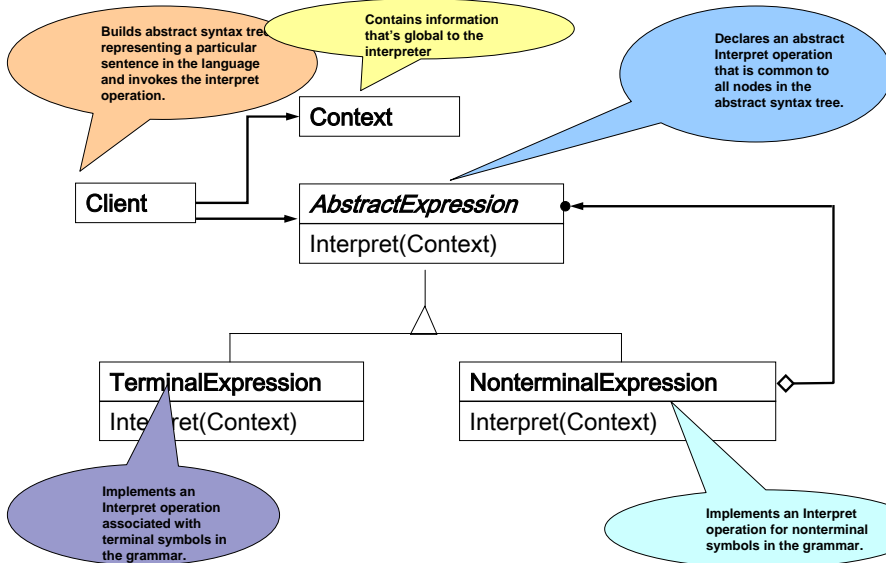 Builds abstract syntax tree
representing a particular
sentence in the language
and invokes the interpret
operation.
Contains information
that's global to the
interpreter
Declares an abstract
Interpret operation
that is common to
all nodes in the
abstract syntax tree.
Context
Client
AbstractExpression
Interpret(Context)
TerminalExpression
Interpret(Context)
NonterminalExpression
Interpret(Context)
Implements an
Interpret operation
associated with
terminal symbols in
the grammar.
Implements an Interpret
operation for nonterminal
symbols in the grammar.